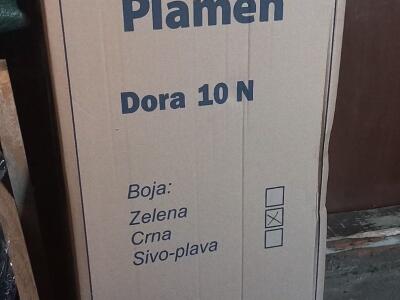 Plamen
Dora 10 N
Boja:
Zelena
Crna
Sivo-plava